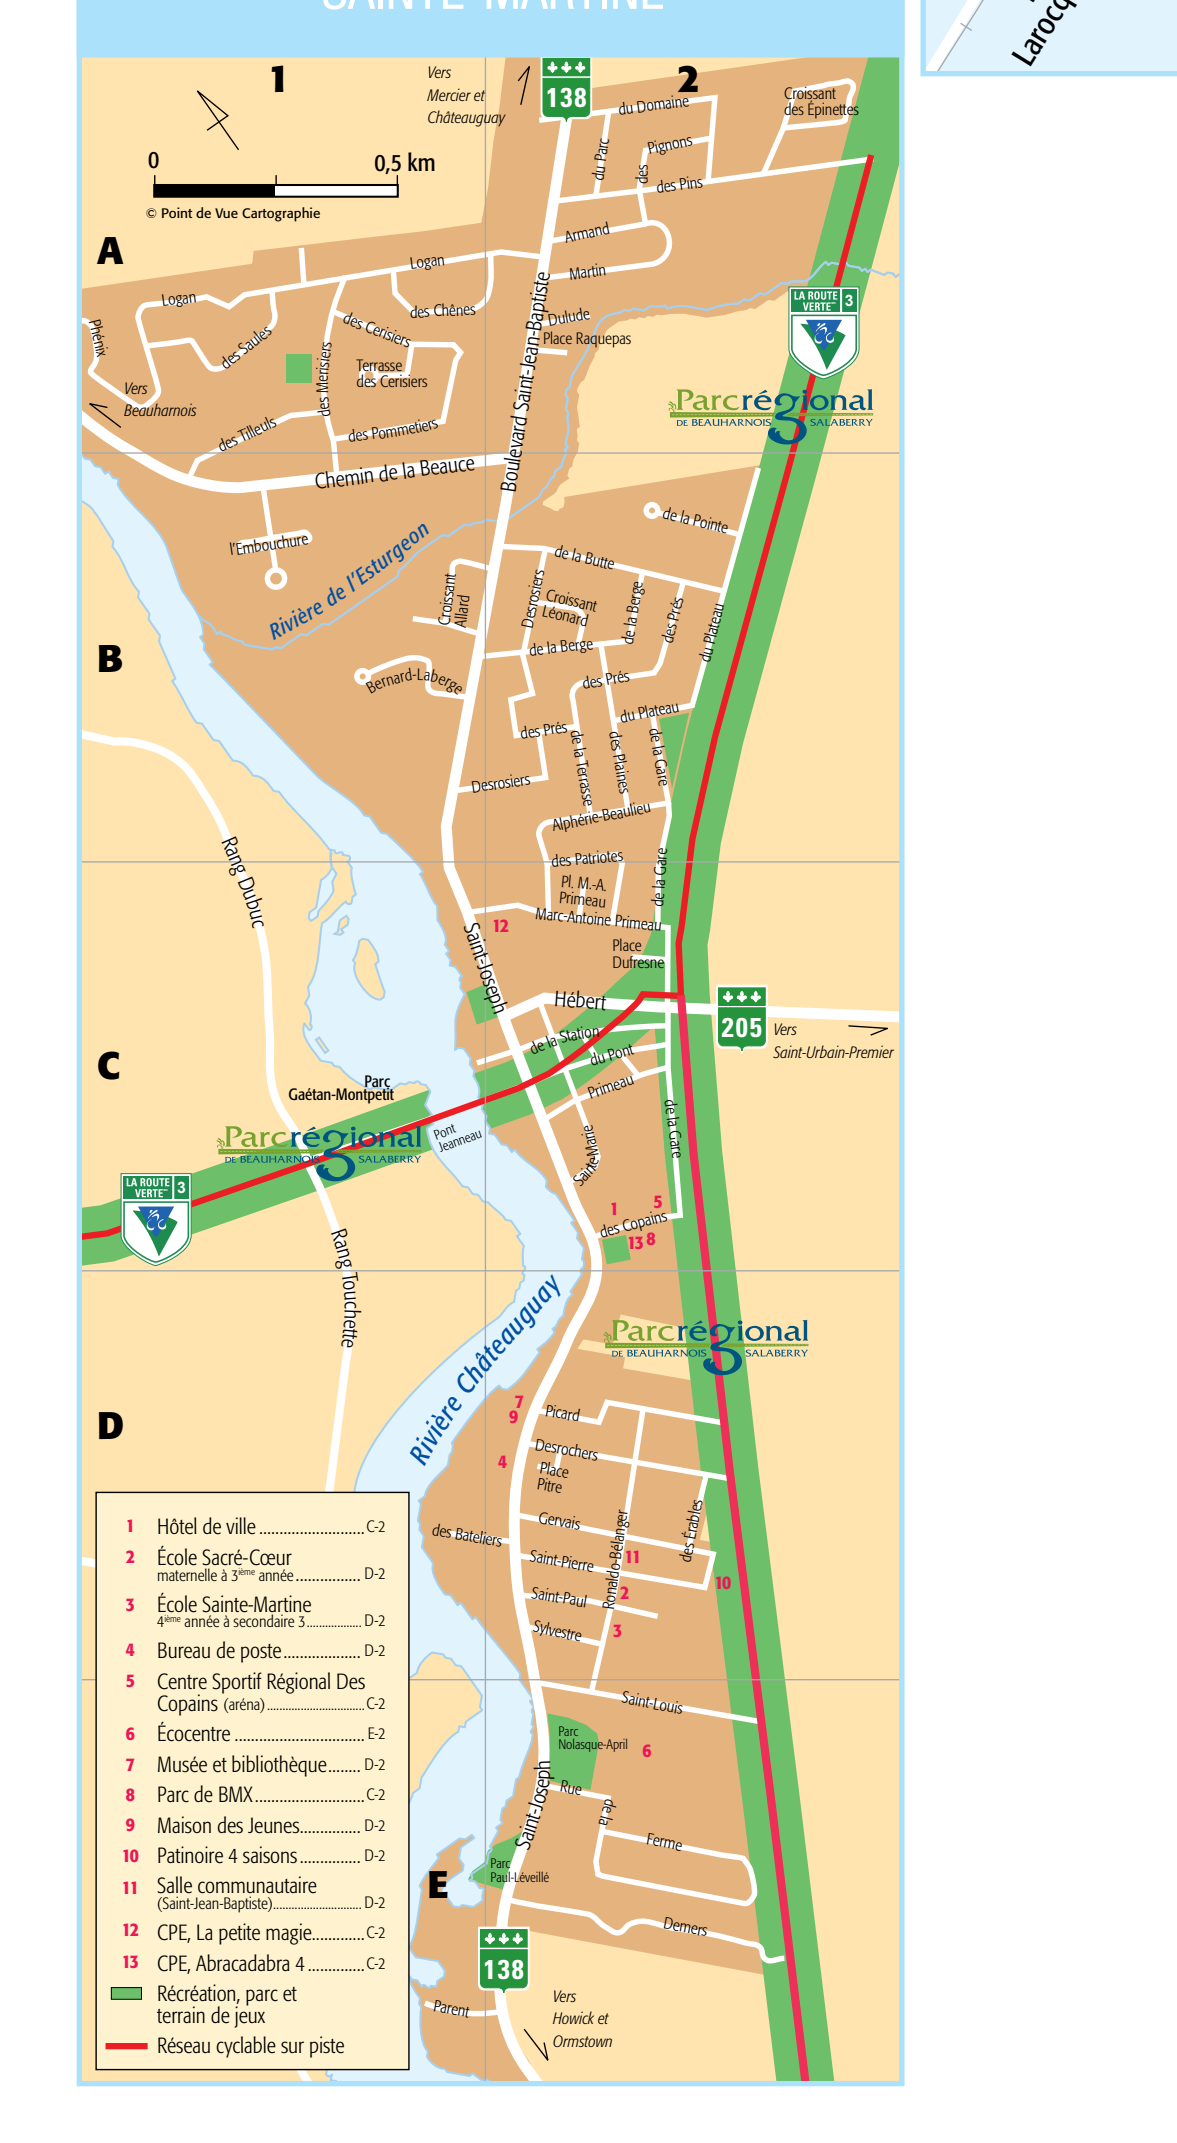 SAINTE-MARTINE
Larocq
1
2
Vers
Mercier et
Châteauguay
138
du Domaine
Croissant
des Épinettes
du Parc
Pignons
des
des Pins
0
0,5 km
© Point de Vue Cartographie
A
Armand
Martin
Logan
Logan
des Chênes
Phénix
des Saules
des Cerisiers
Terrasse
des Cerisiers
des Merisiers
Dulude
Place Raquepas
Boulevard Saint-Jean-Baptiste
LA ROUTE
VERTE 3
Parc régional
DE BEAUHARNOIS SALABERRY
Vers
Beauharnois
des Tilleuls
des Pommetiers
Chemin de la Beauce
l'Embouchure
Rivière de l'Esturgeon
de la Pointe
de la Butte
Croissant
Allard
Desrosiers
Croissant
Léonard
de la Berge
des Prés
du Plateau
de la Berge
B
Bernard-Laberge
des Prés
du Plateau
des Prés
de la Terrasse
des Plaines
de la Gare
Desrosiers
Alphérie-Beaulieu
Rang Dubuc
des Patriotes
de la Gare
Pl. M.-A.
Primeau
Marc-Antoine Primeau
12
Saint-Joseph
Place
Dufresne
Hébert
205
Vers
Saint-Urbain-Premier
de la Station
du Pont
Primeau
C
Parc
Gaétan-Montpetit
Pont
Jeanneau
Parc régional
DE BEAUHARNOIS SALABERRY
LA ROUTE
VERTE 3
Sainte-Marie
de la Gare
1
5
des Copains
13
8
Rang Touchette
Rivière Châteauguay
Parc régional
DE BEAUHARNOIS SALABERRY
D
7
9
Picard
4
Desrochers
Place
Pitre
Gervais
des Bateliers
Saint-Pierre
Ronaldo-Bélanger
des Érables
11
10
Saint-Paul
2
Sylvestre
3
Saint-Louis
Parc
Nolasque-April
6
Saint-Joseph
Rue
de la
Ferme
E
Parc
Paul-Léveillé
Demers
138
Parent
Vers
Howick et
Ormstown
1 Hôtel de ville C-2
2 École Sacré-Cœur
maternelle à 3ième année D-2
3 École Sainte-Martine
4ième année à secondaire 3 D-2
4 Bureau de poste D-2
5 Centre Sportif Régional Des
Copains (aréna) C-2
6 Écocentre E-2
7 Musée et bibliothèque D-2
8 Parc de BMX C-2
9 Maison des Jeunes D-2
10 Patinoire 4 saisons D-2
11 Salle communautaire
(Saint-Jean-Baptiste) D-2
12 CPE, La petite magie C-2
13 CPE, Abracadabra 4 C-2
Récréation, parc et
terrain de jeux
Réseau cyclable sur piste